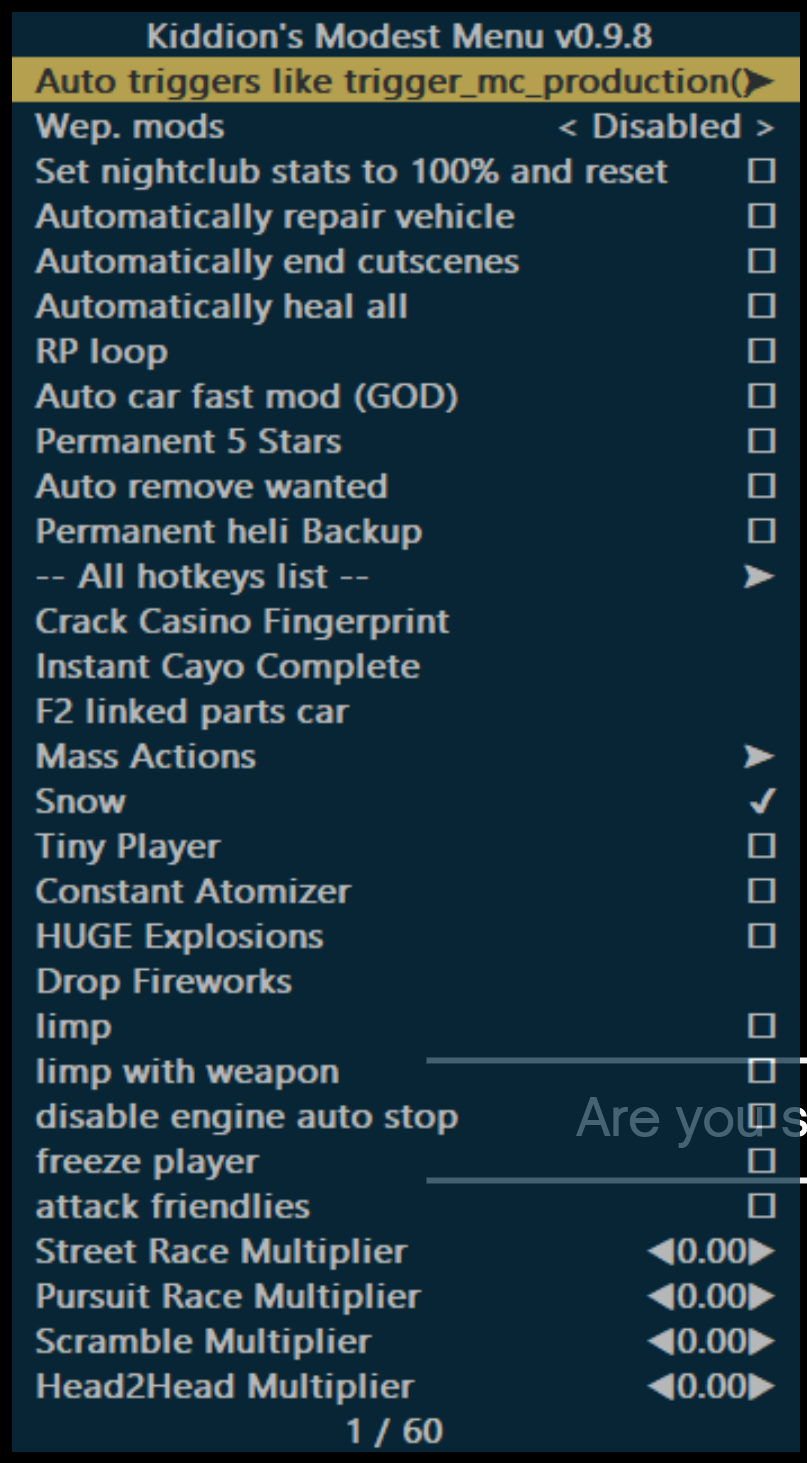 Kiddion's Modest Menu v0.9.8
Auto triggers like trigger_mc_production()
Wep. mods < Disabled >
Set nightclub stats to 100% and reset
Automatically repair vehicle
Automatically end cutscenes
Automatically heal all
RP loop
Auto car fast mod (GOD)
Permanent 5 Stars
Auto remove wanted
Permanent heli Backup
-- All hotkeys list --
Crack Casino Fingerprint
Instant Cayo Complete
F2 linked parts car
Mass Actions
Snow
Tiny Player
Constant Atomizer
HUGE Explosions
Drop Fireworks
limp
limp with weapon
disable engine auto stop
Are you s
freeze player
attack friendlies
Street Race Multiplier 0.00
Pursuit Race Multiplier 0.00
Scramble Multiplier 0.00
Head2Head Multiplier 0.00
1 / 60